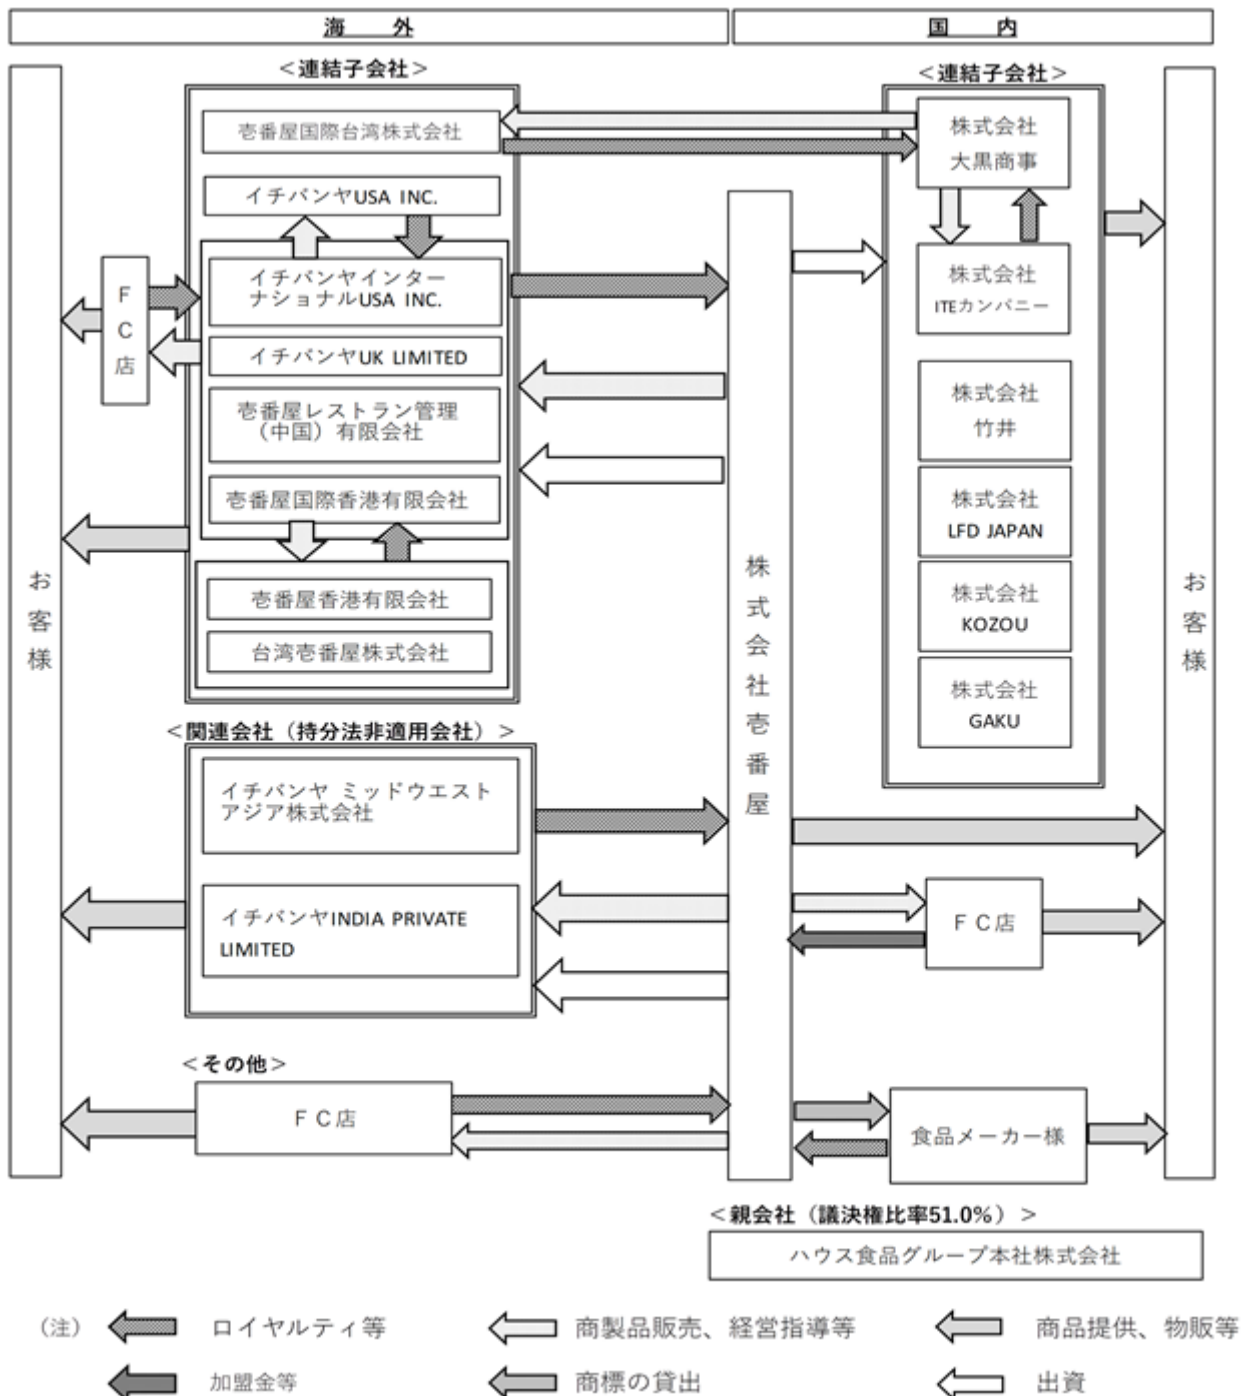 海　外
国　内
＜連結子会社＞
壱番屋国際台湾株式会社
イチバンヤUSA INC.
イチバンヤインター
ナショナルUSA INC.
イチバンヤUK LIMITED
壱番屋レストラン管理
（中国）有限会社
壱番屋国際香港有限会社
壱番屋香港有限会社
台湾壱番屋株式会社
ＦＣ店
お客様
＜関連会社（持分法非適用会社）＞
イチバンヤ ミッドウエスト
アジア株式会社
イチバンヤINDIA PRIVATE
LIMITED
＜その他＞
ＦＣ店
株式会社壱番屋
＜連結子会社＞
株式会社
大黒商事
株式会社
ITEカンパニー
株式会社
竹井
株式会社
LFD JAPAN
株式会社
KOZOU
株式会社
GAKU
お客様
ＦＣ店
食品メーカー様
＜親会社（議決権比率51.0%）＞
ハウス食品グループ本社株式会社
（注）
ロイヤルティ等
商製品販売、経営指導等
商品提供、物販等
加盟金等
商標の貸出
出資